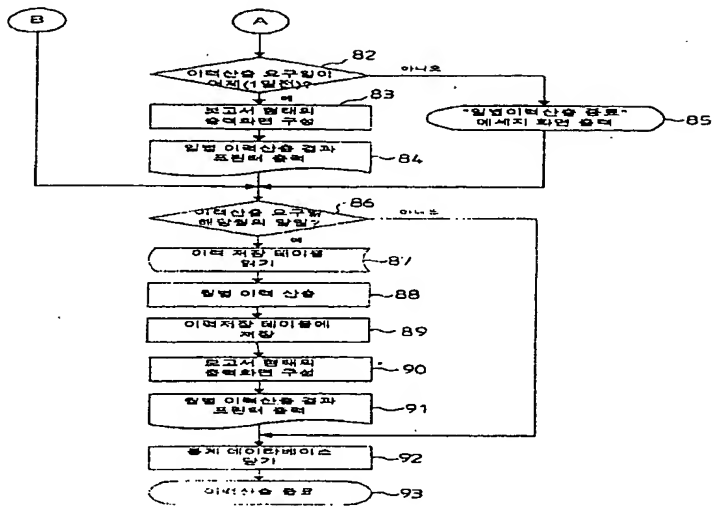 B
A
82
이력산출 요구일이
어제(1일전)?
아니오
예
83
보고서 형태의
출력화면 구성
"일별이력산출 완료"
메세지 화면 출력
85
일별 이력산출 결과
프린터 출력
84
86
이력산출 요구일
해당월의 말일?
아니오
예
이력 저장 테이블
읽기
87
월별 이력 산출
88
이력저장 테이블에
저장
89
보고서 형태의
출력화면 구성
90
월별 이력산출 결과
프린터 출력
91
통계 데이타베이스
닫기
92
이력산출 완료
93